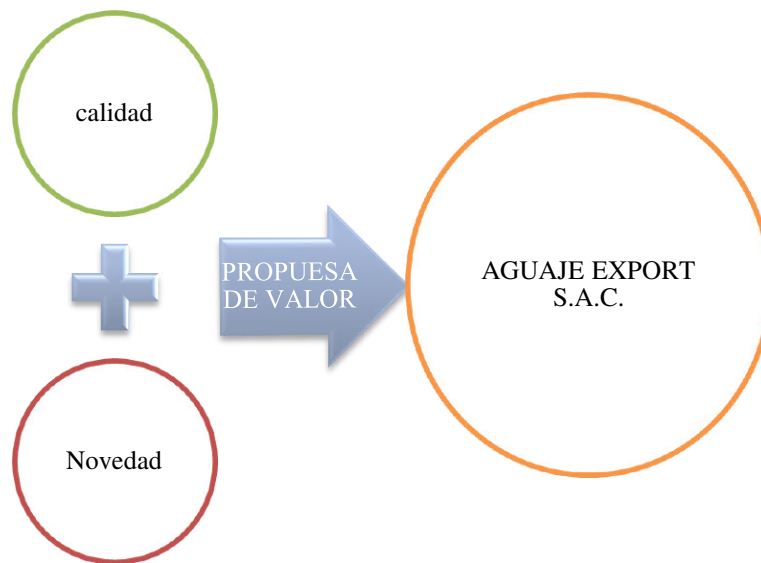 calidad
PROPUESA
DE VALOR
Novedad
AGUAJE EXPORT
S.A.C.